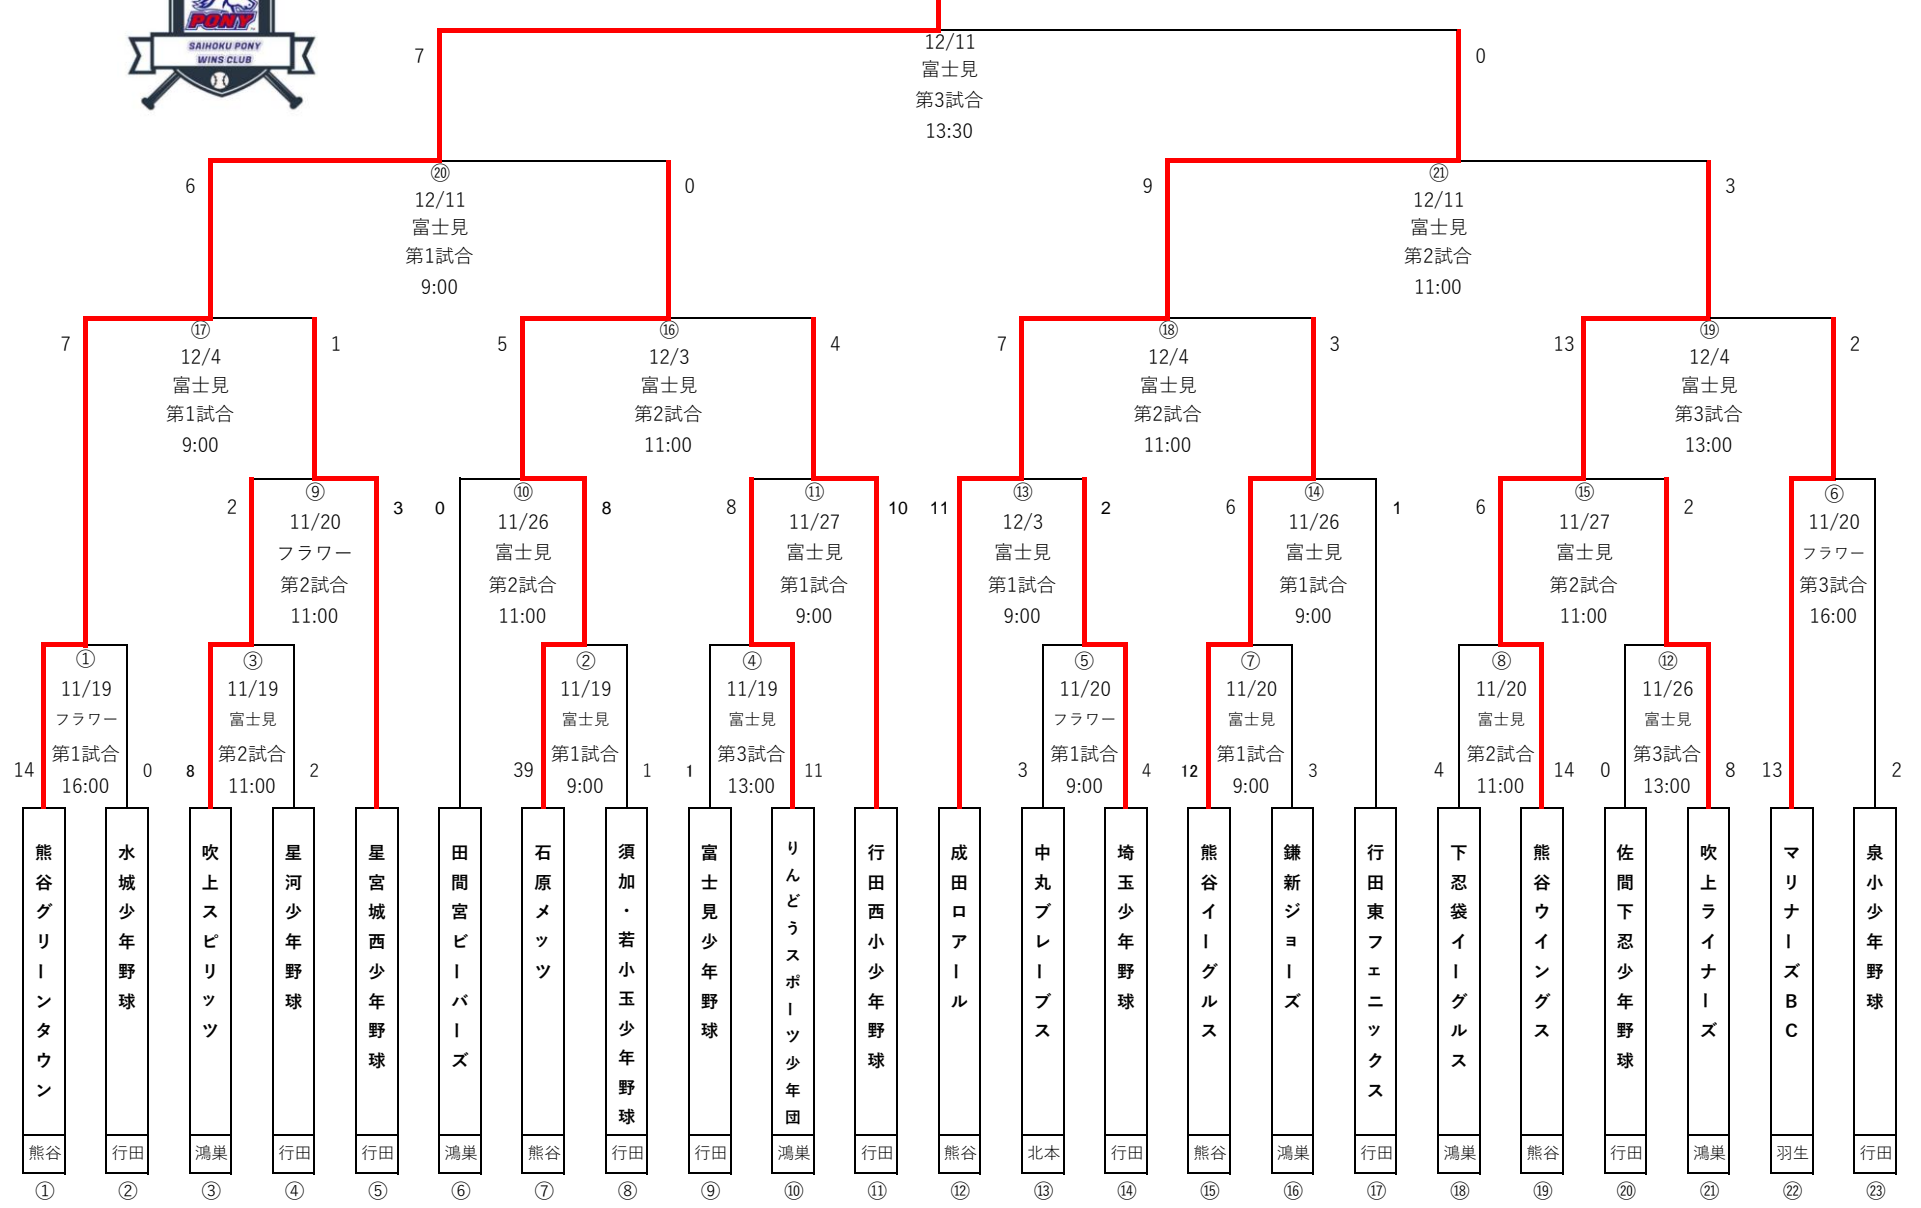 PONY
SAIHOKU PONY
WINS CLUB
7
12/11
富士見
第3試合
13:30
0
6
⑳
12/11
富士見
第1試合
9:00
0
9
㉑
12/11
富士見
第2試合
11:00
3
7
⑰
12/4
富士見
第1試合
9:00
1
5
⑯
12/3
富士見
第2試合
11:00
4
7
⑱
12/4
富士見
第2試合
11:00
3
13
⑲
12/4
富士見
第3試合
13:00
2
2
⑨
11/20
フラワー
第2試合
11:00
3
0
⑩
11/26
富士見
第2試合
11:00
8
8
⑪
11/27
富士見
第1試合
9:00
10
11
⑬
12/3
富士見
第1試合
9:00
2
6
⑭
11/26
富士見
第1試合
9:00
1
6
⑮
11/27
富士見
第2試合
11:00
2
⑥
11/20
フラワー
第3試合
16:00
14
①
11/19
フラワー
第1試合
16:00
0
8
③
11/19
富士見
第2試合
11:00
2
39
②
11/19
富士見
第1試合
9:00
1
1
④
11/19
富士見
第3試合
13:00
11
3
⑤
11/20
フラワー
第1試合
9:00
4
12
⑦
11/20
富士見
第1試合
9:00
3
4
⑧
11/20
富士見
第2試合
11:00
14
0
⑫
11/26
富士見
第3試合
13:00
8
13
2
熊谷グリーンタウン
熊谷
①
水城少年野球
行田
②
吹上スピリッツ
鴻巣
③
星河少年野球
行田
④
星宮城西少年野球
行田
⑤
田間宮ビーバーズ
鴻巣
⑥
石原メッツ
熊谷
⑦
須加・若小玉少年野球
行田
⑧
富士見少年野球
行田
⑨
りんどうスポーツ少年団
鴻巣
⑩
行田西小少年野球
行田
⑪
成田ロアール
熊谷
⑫
中丸ブレーブス
北本
⑬
埼玉少年野球
行田
⑭
熊谷イーグルス
熊谷
⑮
鎌新ジョーズ
鴻巣
⑯
行田東フェニックス
行田
⑰
下忍袋イーグルス
鴻巣
⑱
熊谷ウイングス
熊谷
⑲
佐間下忍少年野球
行田
⑳
吹上ライナーズ
鴻巣
㉑
マリナーズBC
羽生
㉒
泉小少年野球
行田
㉓